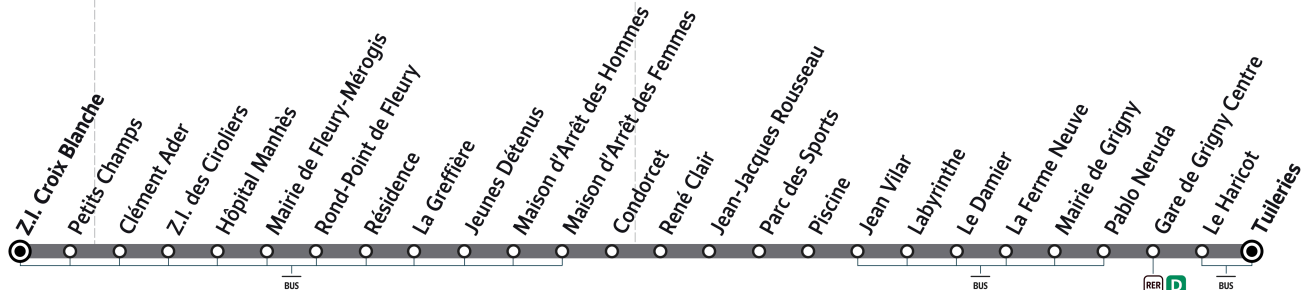 Z.I. Croix Blanche
Petits Champs
Clément Ader
Z.I. des Ciroliers
Hôpital Manhès
Mairie de Fleury-Mérogis
Rond-Point de Fleury
Résidence
La Greffière
Jeunes Détenus
Maison d'Arrêt des Hommes
Maison d'Arrêt des Femmes
Condorcet
René Clair
Jean-Jacques Rousseau
Parc des Sports
Piscine
Jean Vilar
Labyrinthe
Le Damier
La Ferme Neuve
Mairie de Grigny
Pablo Neruda
Gare de Grigny Centre
Le Haricot
Tuileries
BUS
BUS
RER D
BUS